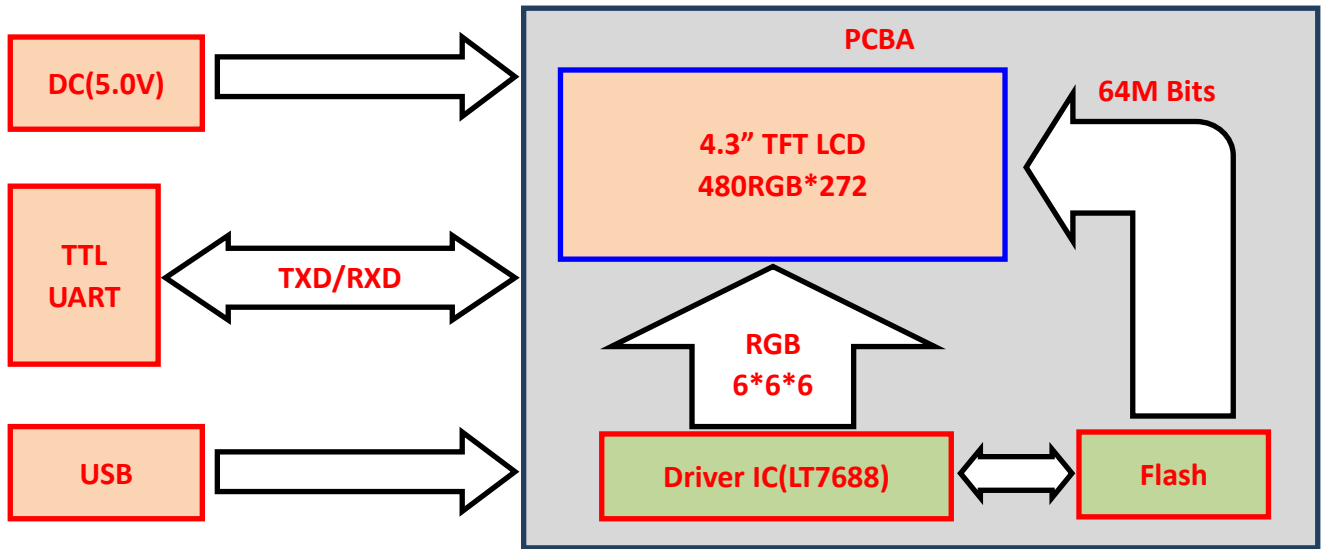 PCBA
DC(5.0V)
64M Bits
4.3” TFT LCD
480RGB*272
TTL
UART
TXD/RXD
RGB
6*6*6
USB
Driver IC(LT7688)
Flash